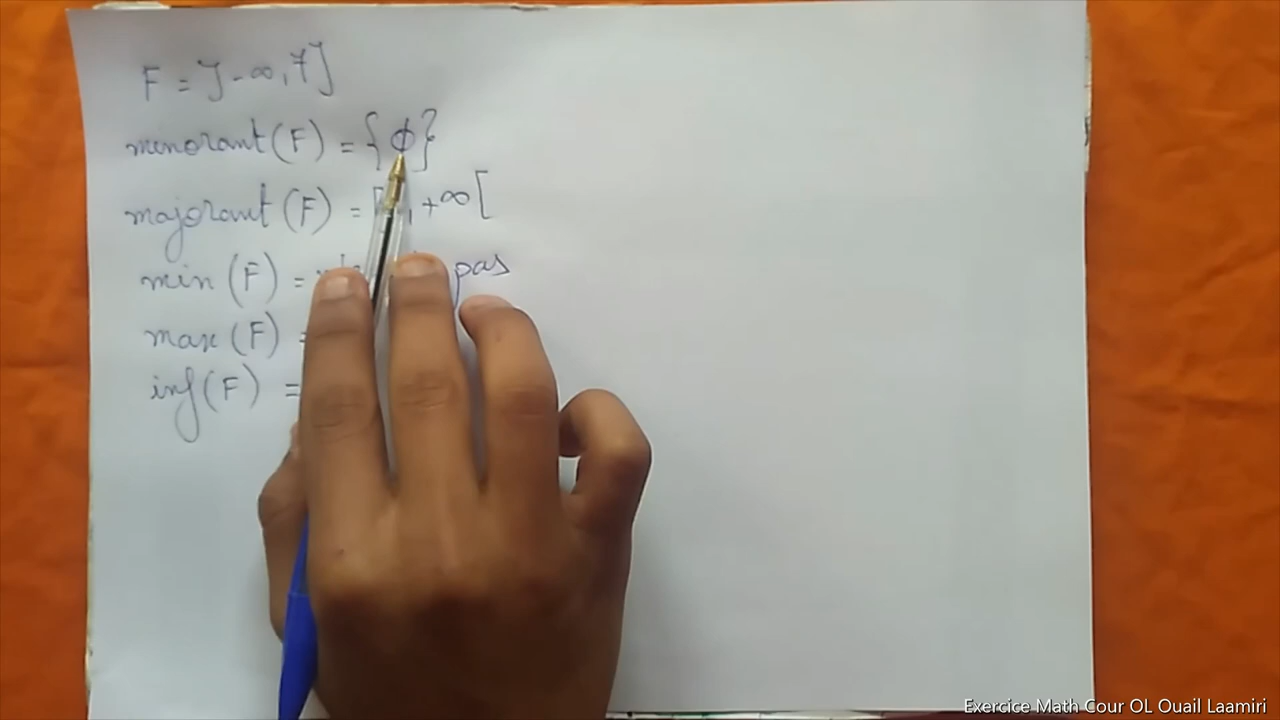 F = ]-∞, 7]
minorant(F) = {ϕ}
majorant(F) = [ , +∞[
min(F) = pas
max(F) =
inf(F) =
Exercice Math Cour OL Ouail Laamiri